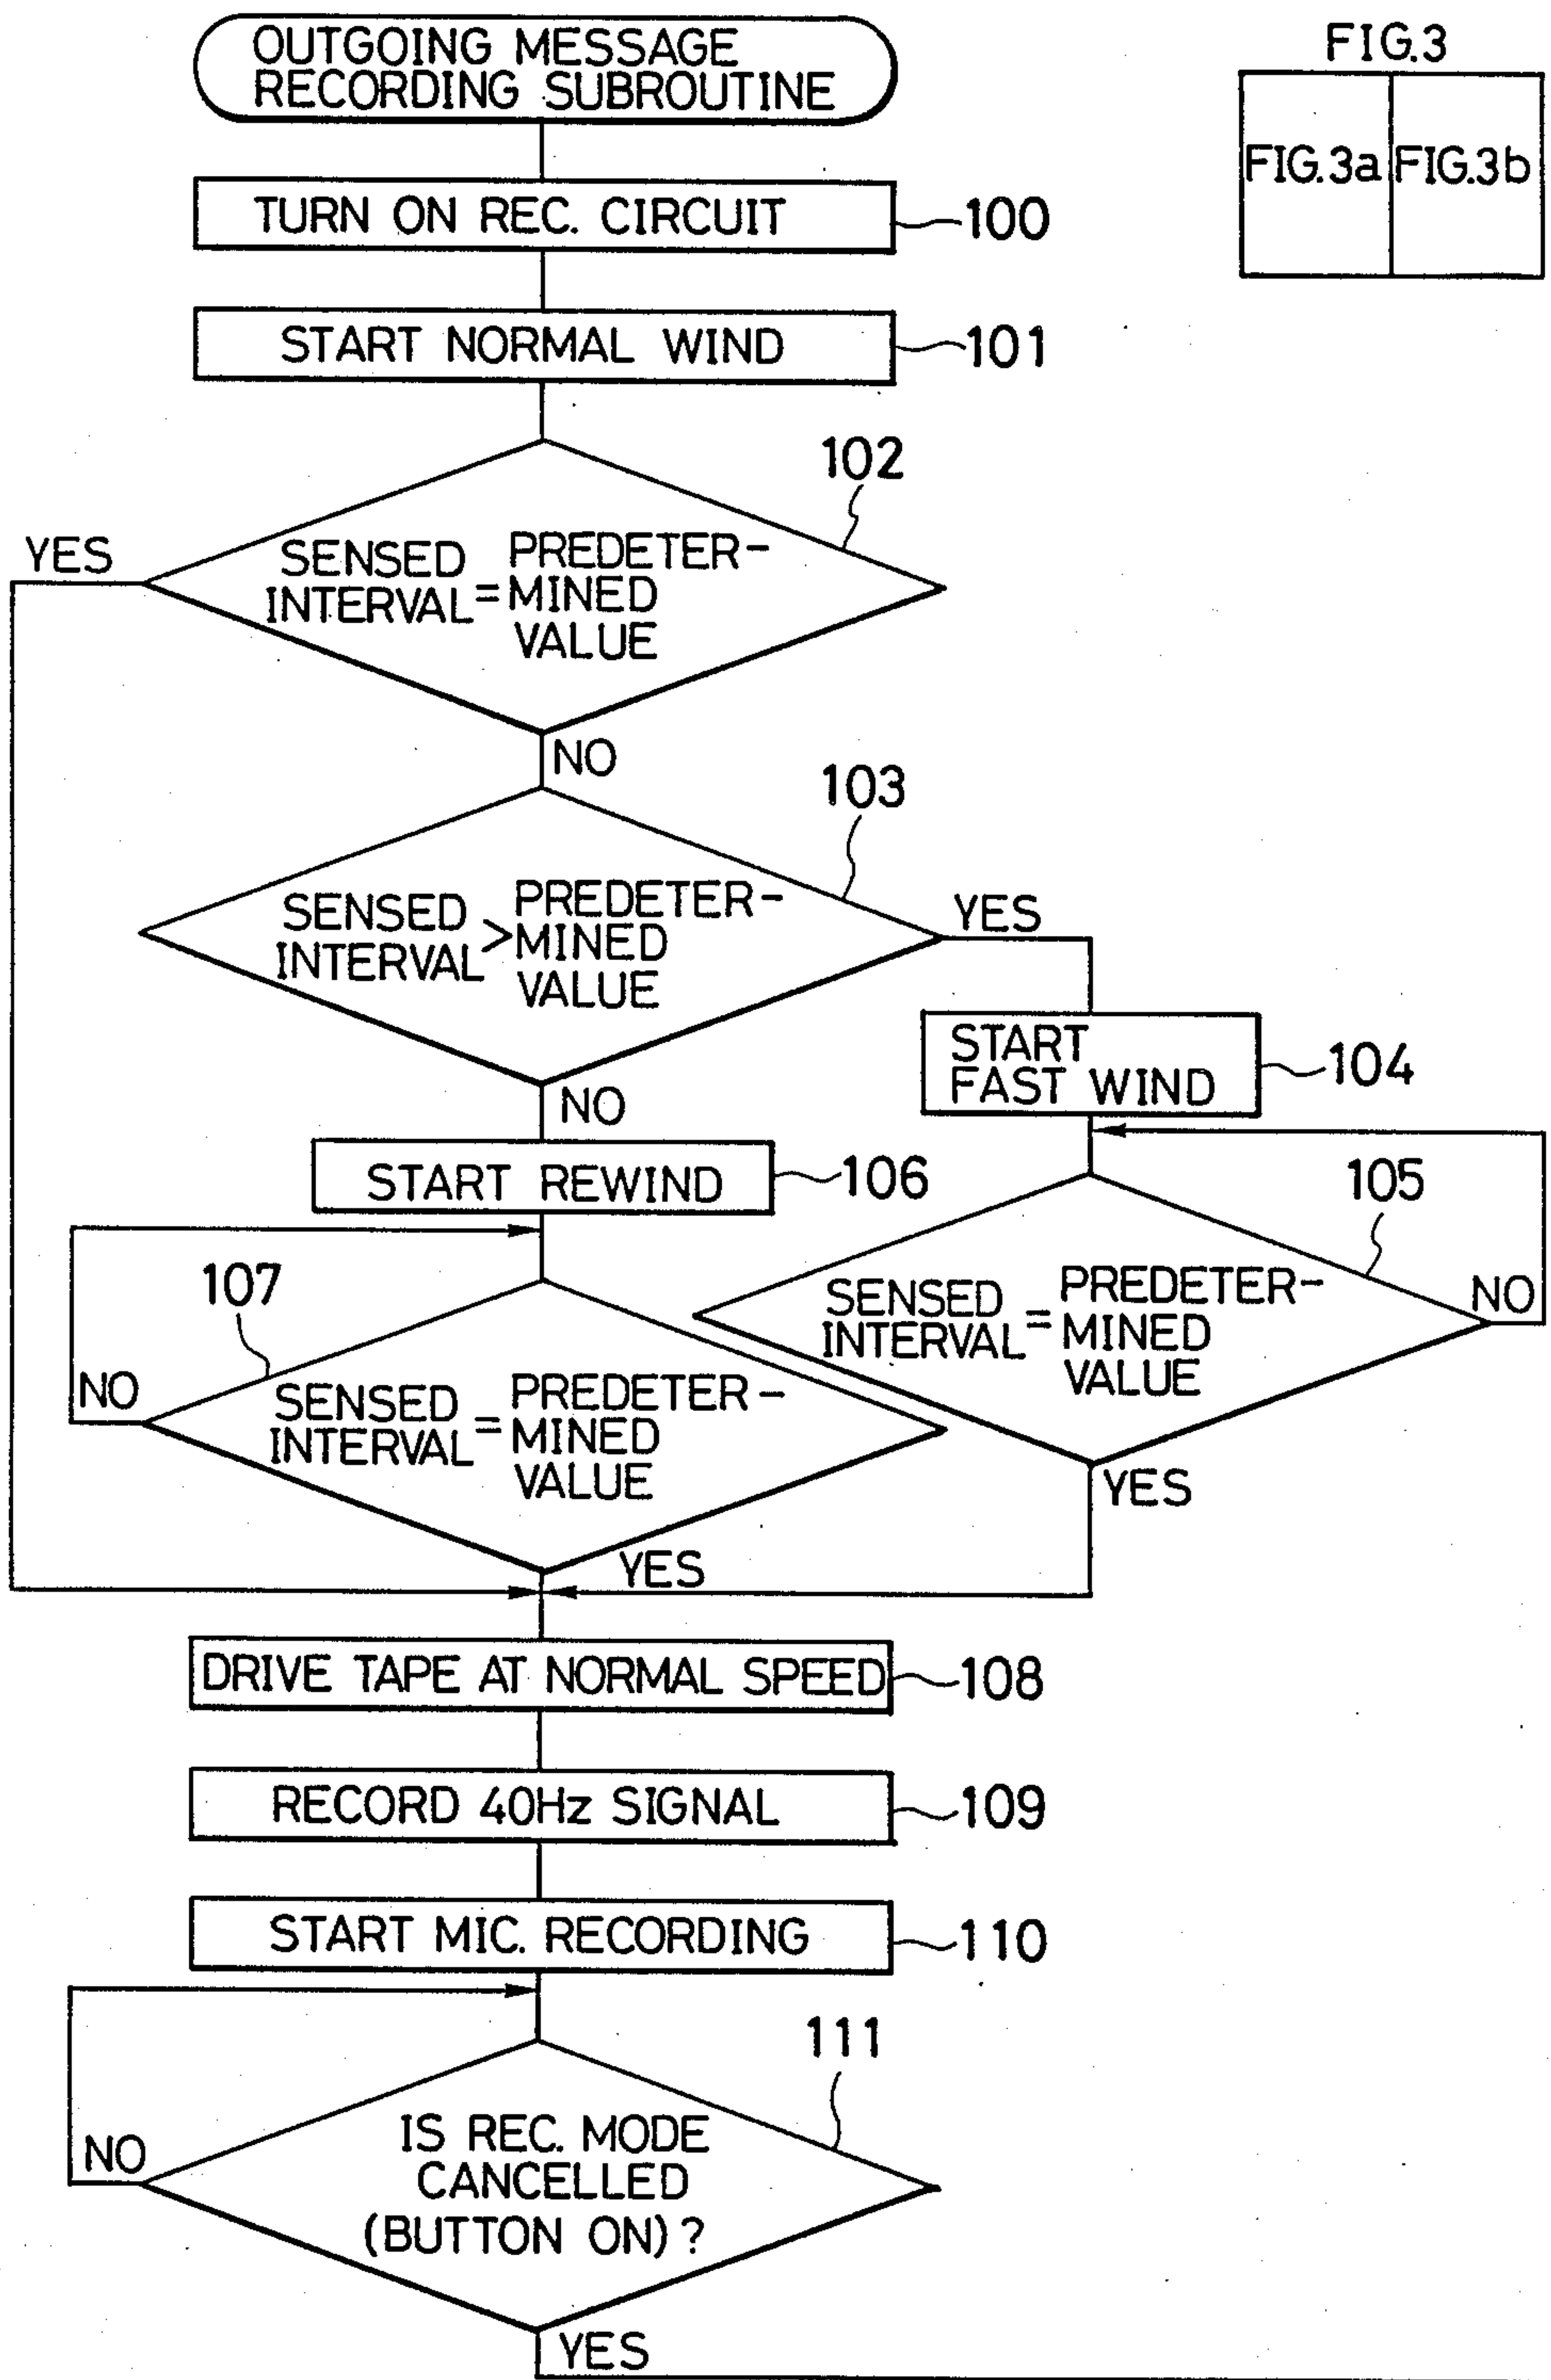 OUTGOING MESSAGE
RECORDING SUBROUTINE
FIG.3
FIG.3a
FIG.3b
TURN ON REC. CIRCUIT
100
START NORMAL WIND
101
102
YES
SENSED
INTERVAL
=
PREDETER-
MINED
VALUE
NO
103
SENSED
INTERVAL
>
PREDETER-
MINED
VALUE
YES
START
FAST WIND
104
NO
START REWIND
106
105
SENSED
INTERVAL
=
PREDETER-
MINED
VALUE
NO
107
NO
SENSED
INTERVAL
=
PREDETER-
MINED
VALUE
YES
YES
DRIVE TAPE AT NORMAL SPEED
108
RECORD 40Hz SIGNAL
109
START MIC. RECORDING
110
111
IS REC. MODE
CANCELLED
(BUTTON ON)?
NO
YES